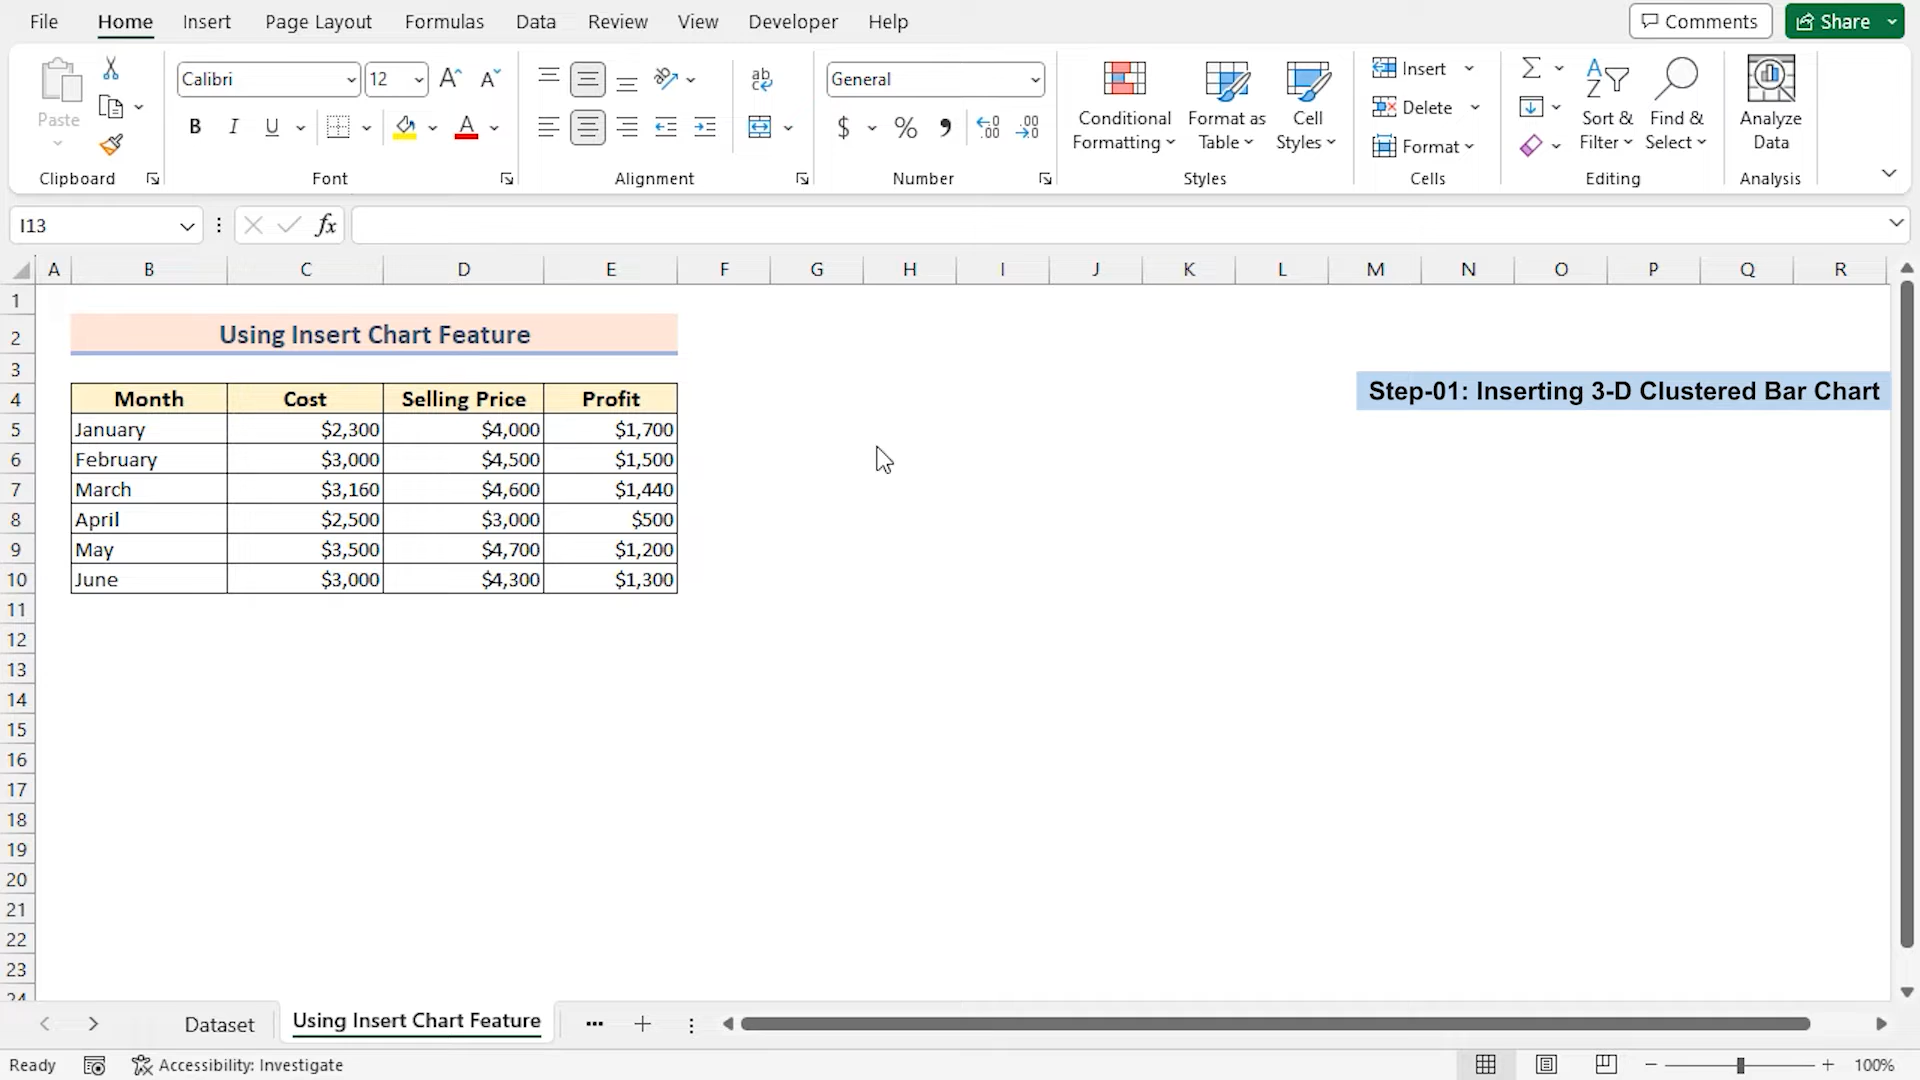 File Home Insert Page Layout Formulas Data Review View Developer Help Comments Share
Calibri 12 A A ab General Insert Σ A Z
Paste B I U A $ % , Conditional Formatting Format as Table Cell Styles Delete Sort & Filter Find & Select Analyze Data
Format
Clipboard Font Alignment Number Styles Cells Editing Analysis
I13 fx
A B C D E F G H I J K L M N O P Q R
1
2 Using Insert Chart Feature
3
4 Month Cost Selling Price Profit Step-01: Inserting 3-D Clustered Bar Chart
5 January $2,300 $4,000 $1,700
6 February $3,000 $4,500 $1,500
7 March $3,160 $4,600 $1,440
8 April $2,500 $3,000 $500
9 May $3,500 $4,700 $1,200
10 June $3,000 $4,300 $1,300
11
12
13
14
15
16
17
18
19
20
21
22
23
24
Dataset Using Insert Chart Feature ... +
Ready Accessibility: Investigate - + 100%